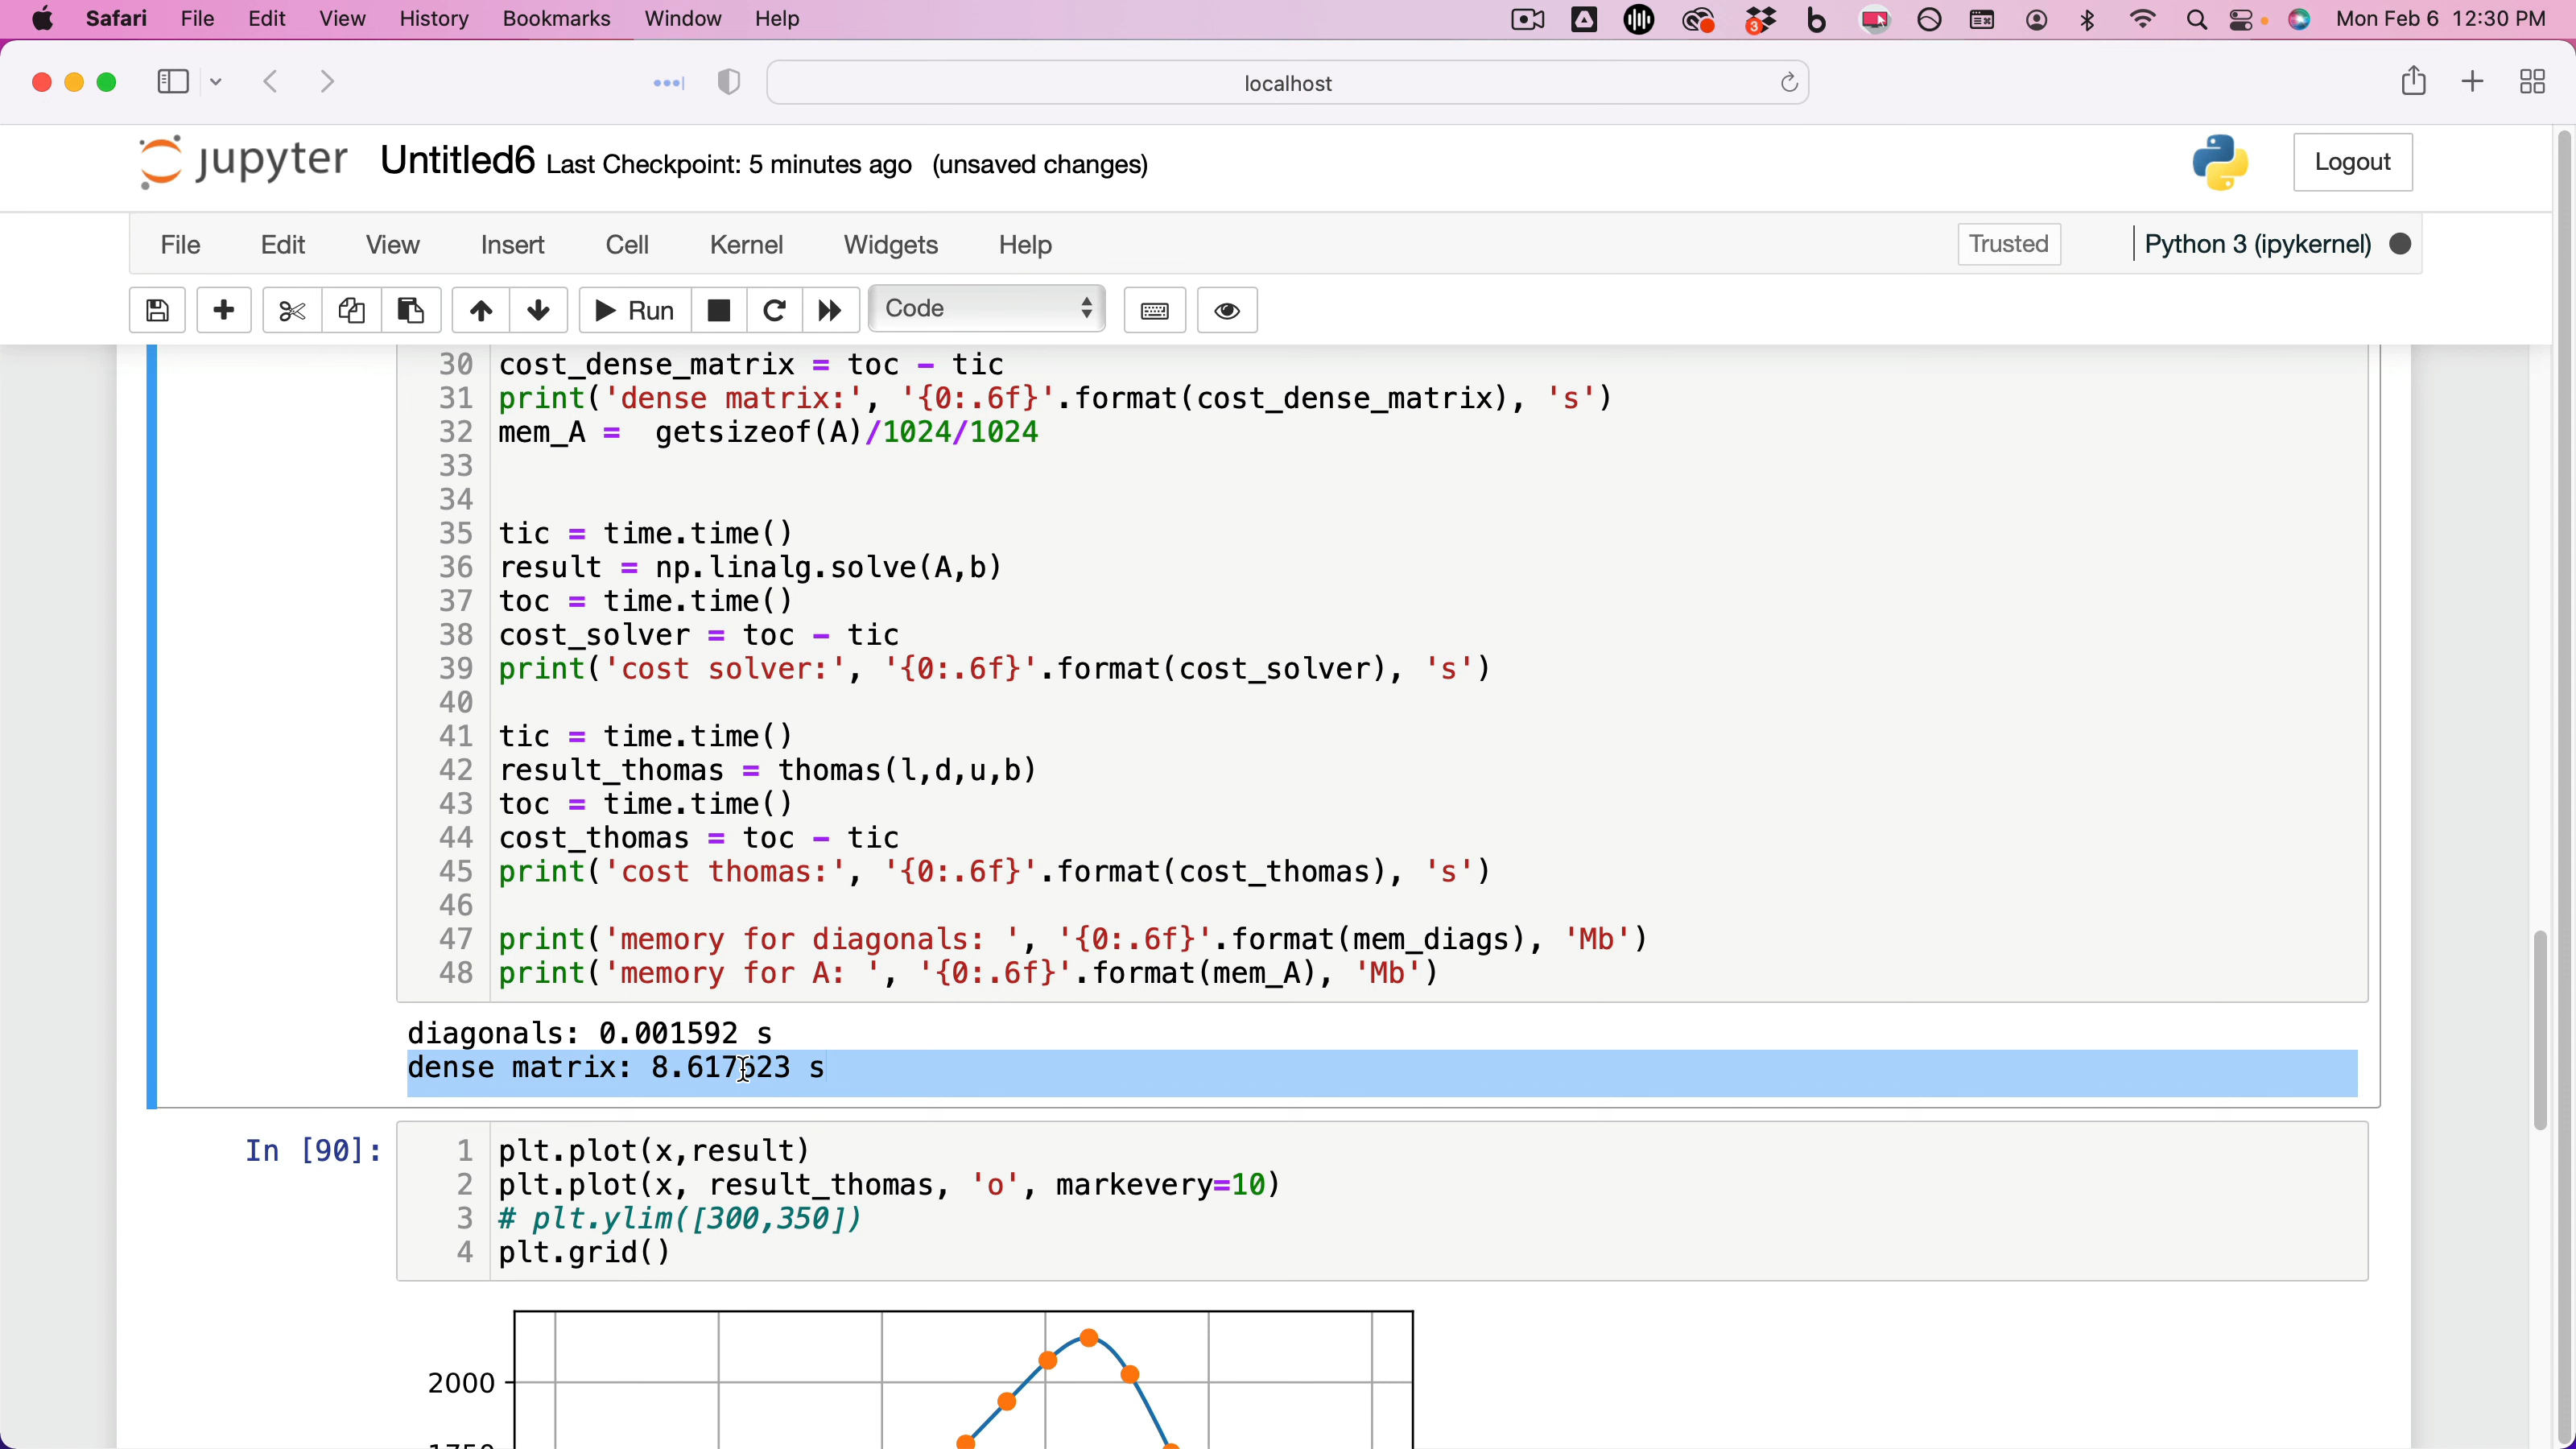 Safari File Edit View History Bookmarks Window Help 3 b Mon Feb 6 12:30 PM
localhost
jupyter Untitled6 Last Checkpoint: 5 minutes ago (unsaved changes) Logout
File Edit View Insert Cell Kernel Widgets Help Trusted Python 3 (ipykernel)
Run Code
30 cost_dense_matrix = toc - tic
31 print('dense matrix:', '{0:.6f}'.format(cost_dense_matrix), 's')
32 mem_A =  getsizeof(A)/1024/1024
33
34
35 tic = time.time()
36 result = np.linalg.solve(A,b)
37 toc = time.time()
38 cost_solver = toc - tic
39 print('cost solver:', '{0:.6f}'.format(cost_solver), 's')
40
41 tic = time.time()
42 result_thomas = thomas(l,d,u,b)
43 toc = time.time()
44 cost_thomas = toc - tic
45 print('cost thomas:', '{0:.6f}'.format(cost_thomas), 's')
46
47 print('memory for diagonals: ', '{0:.6f}'.format(mem_diags), 'Mb')
48 print('memory for A: ', '{0:.6f}'.format(mem_A), 'Mb')
diagonals: 0.001592 s
dense matrix: s
In [90]: 1 plt.plot(x,result)
2 plt.plot(x, result_thomas, 'o', markevery=10)
3 # plt.ylim([300,350])
4 plt.grid()
2000